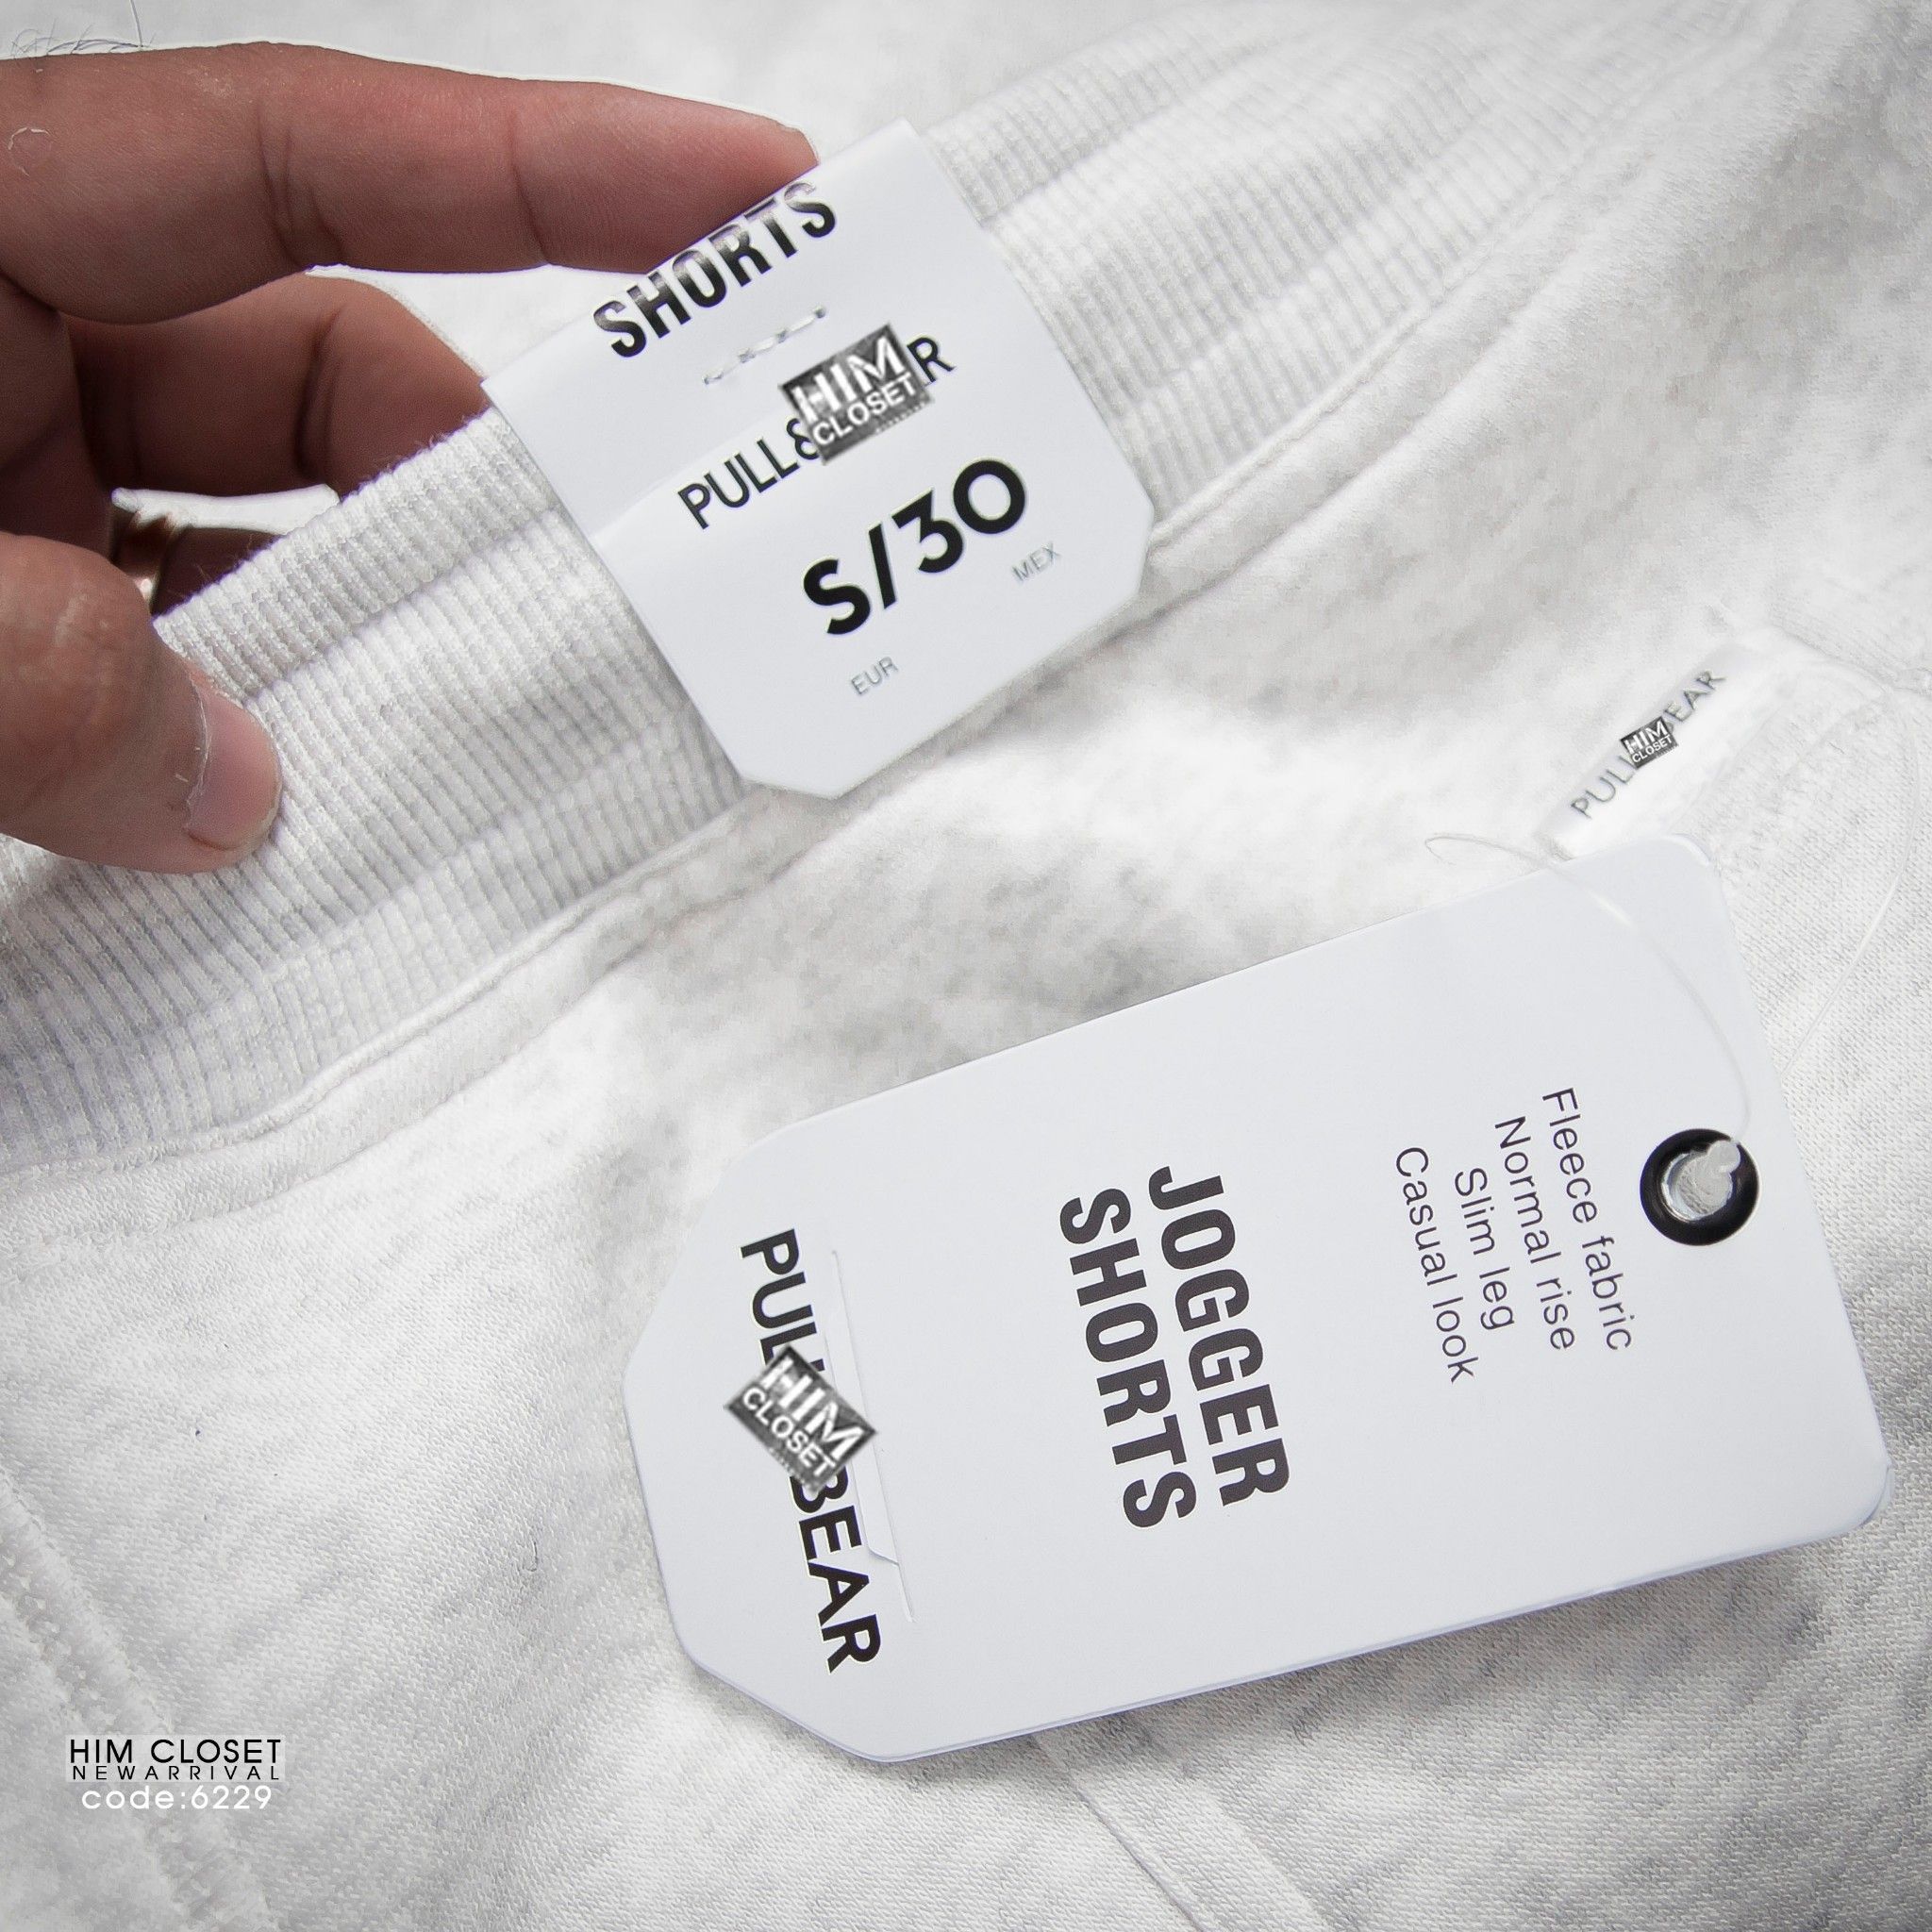 SHORTS
PULL&
R
HIM
CLOSET
S/30
EUR
MEX
PULL
EAR
HIM
CLOSET
Fleece fabric
Normal rise
Slim leg
Casual look
JOGGER
SHORTS
PULL
BEAR
HIM
CLOSET
HIM CLOSET
NEWARRIVAL
code:6229